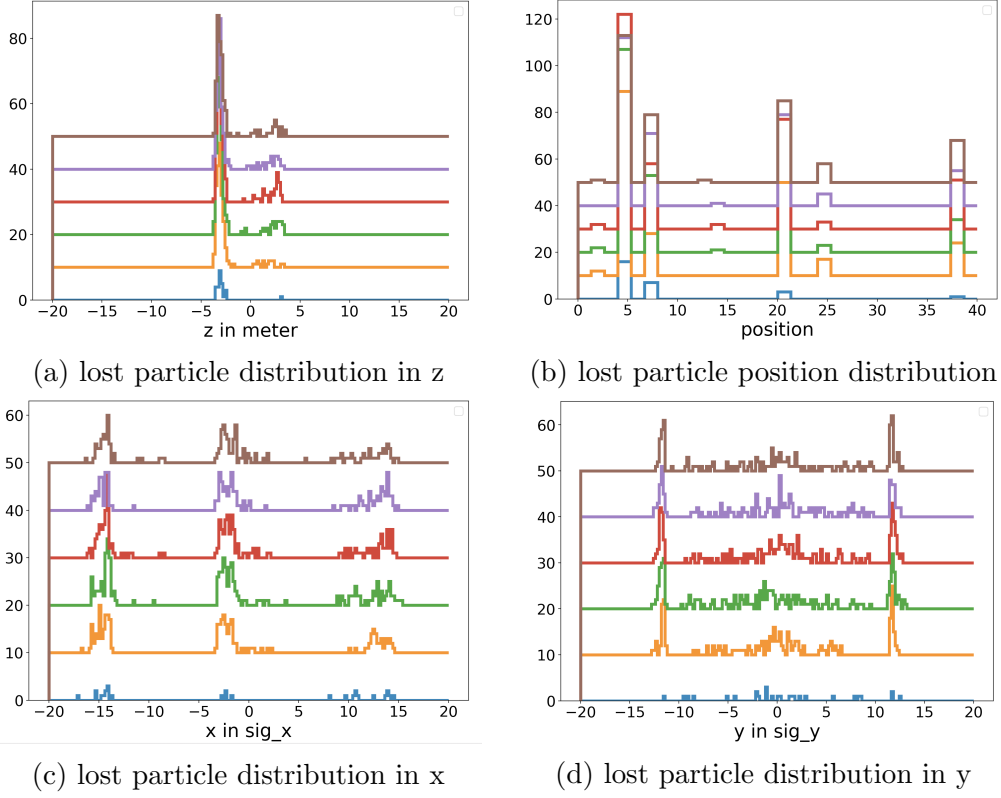 80
60
40
20
0
−20 −15 −10 −5 0 5 10 15 20
z in meter
(a) lost particle distribution in z
120
100
80
60
40
20
0
0 5 10 15 20 25 30 35 40
position
(b) lost particle position distribution
60
50
40
30
20
10
0
−20 −15 −10 −5 0 5 10 15 20
x in sig_x
(c) lost particle distribution in x
60
50
40
30
20
10
0
−20 −15 −10 −5 0 5 10 15 20
y in sig_y
(d) lost particle distribution in y